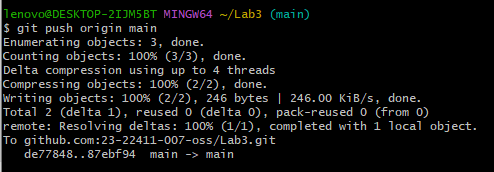 lenovo@DESKTOP-2IJM5BT MINGW64 ~/Lab3 (main)
$ git push origin main
Enumerating objects: 3, done.
Counting objects: 100% (3/3), done.
Delta compression using up to 4 threads
Compressing objects: 100% (2/2), done.
Writing objects: 100% (2/2), 246 bytes | 246.00 KiB/s, done.
Total 2 (delta 1), reused 0 (delta 0), pack-reused 0 (from 0)
remote: Resolving deltas: 100% (1/1), completed with 1 local object.
To github.com:23-22411-007-oss/Lab3.git
   de77848..87ebf94  main -> main